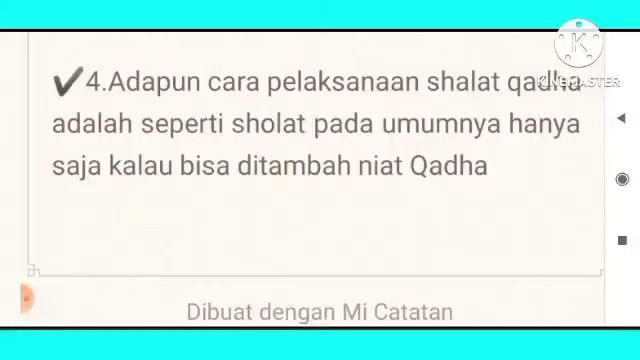 KINEMASTER
✔4.Adapun cara pelaksanaan shalat qadha
adalah seperti sholat pada umumnya hanya
saja kalau bisa ditambah niat Qadha
Dibuat dengan Mi Catatan